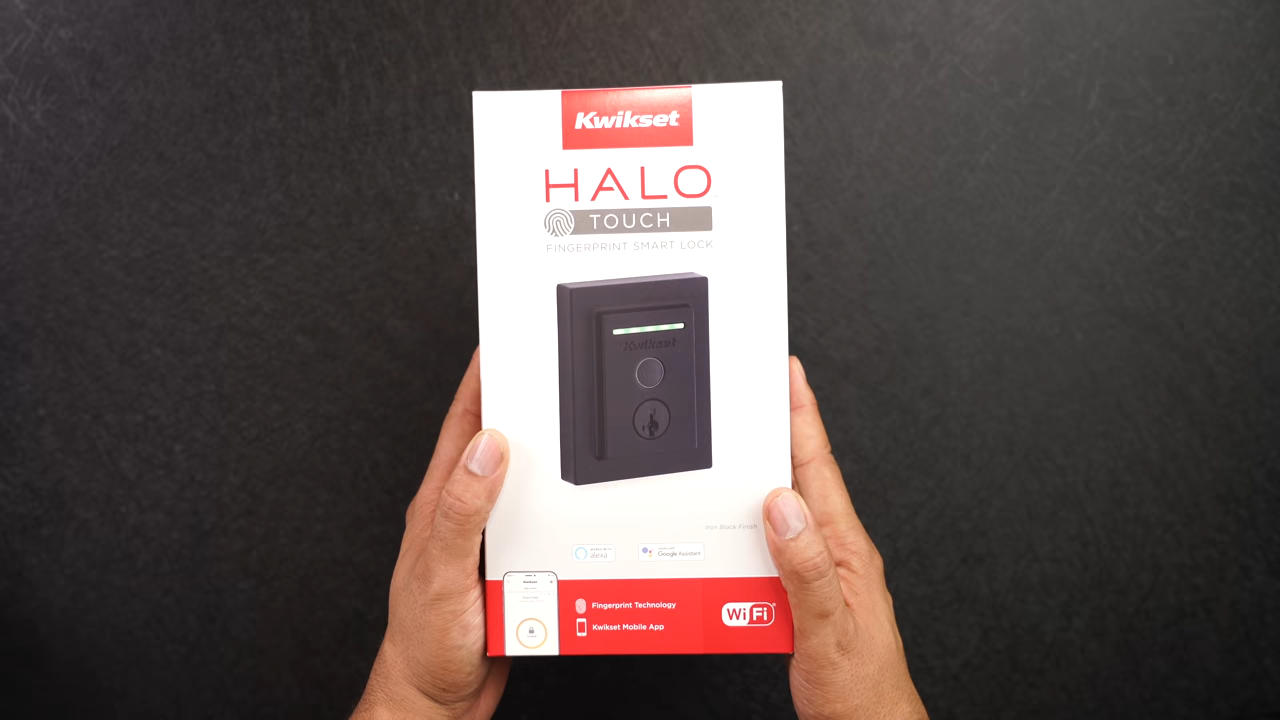 Kwikset
HALO
TOUCH
FINGERPRINT SMART LOCK
Kwikset
Iron Black Finish
alexa
Google Assistant
Fingerprint Technology
Kwikset Mobile App
WiFi